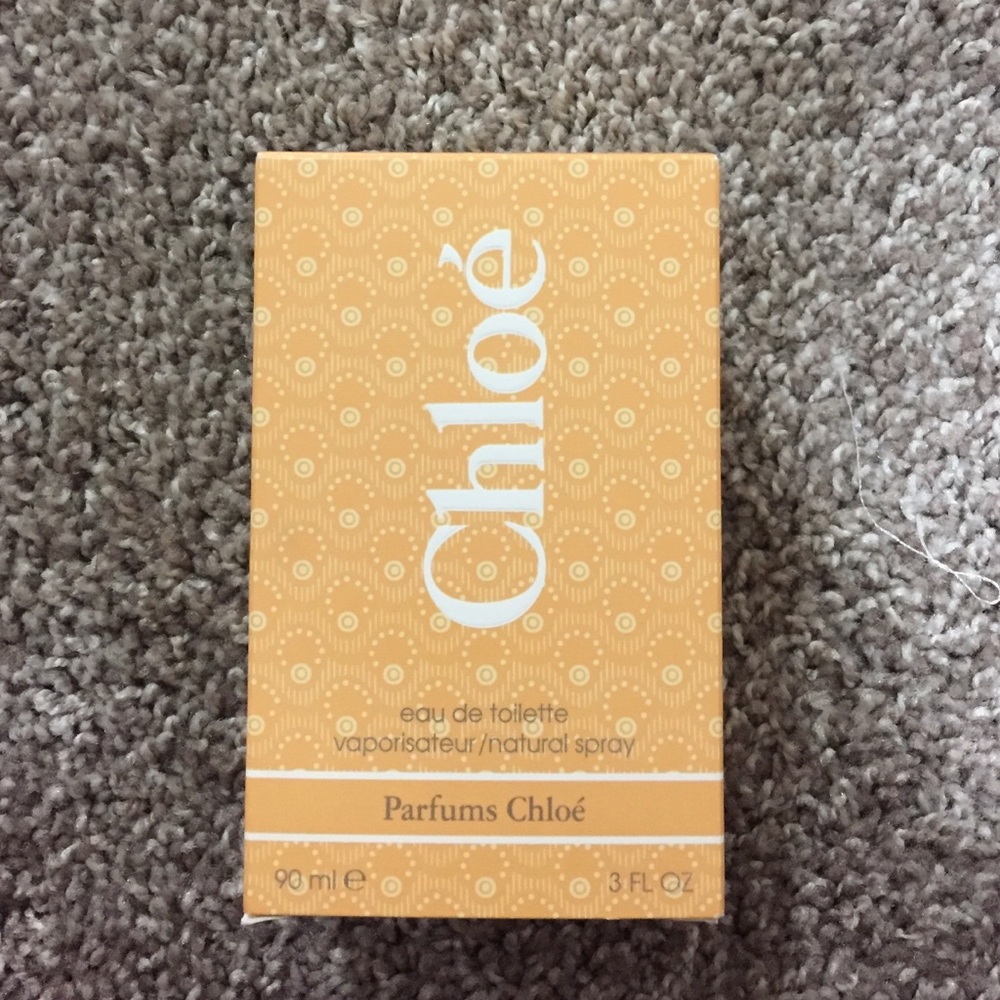 Chloé
eau de toilette
vaporisateur/natural spray
Parfums Chloé
90 ml ℮
3 FL OZ